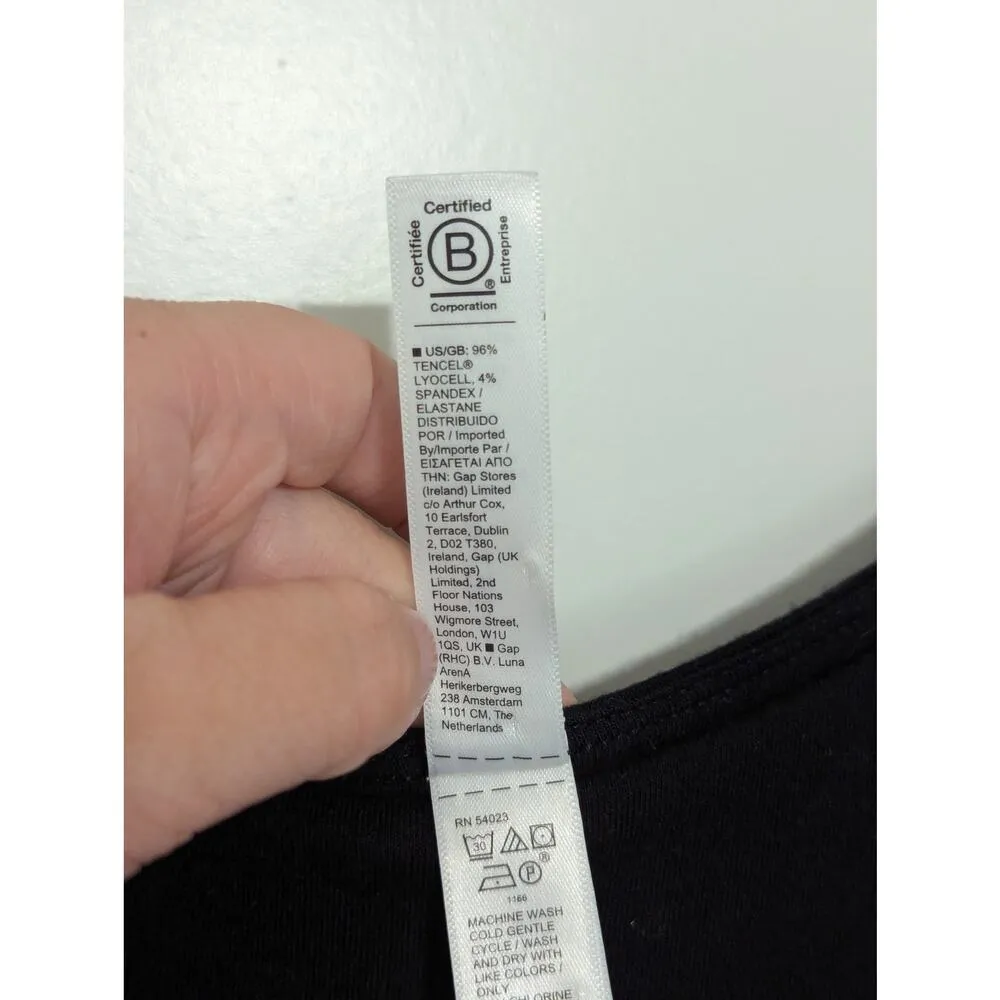 Certified
Certifiée
B
®
Entreprise
Corporation
■ US/GB: 96%
TENCEL®
LYOCELL, 4%
SPANDEX /
ELASTANE
DISTRIBUIDO
POR / Imported
By/Importe Par /
ΕΙΣΑΓΕΤΑΙ ΑΠΟ
ΤΗΝ: Gap Stores
(Ireland) Limited
c/o Arthur Cox,
10 Earlsfort
Terrace, Dublin
2, D02 T380,
Ireland, Gap (UK
Holdings)
Limited, 2nd
Floor Nations
House, 103
Wigmore Street,
London, W1U
1QS, UK ■ Gap
(RHC) B.V. Luna
ArenA
Herikerbergweg
238 Amsterdam
1101 CM, The
Netherlands
RN 54023
30
P ®
1166
MACHINE WASH
COLD GENTLE
CYCLE / WASH
AND DRY WITH
LIKE COLORS /
ONLY
CHLORINE